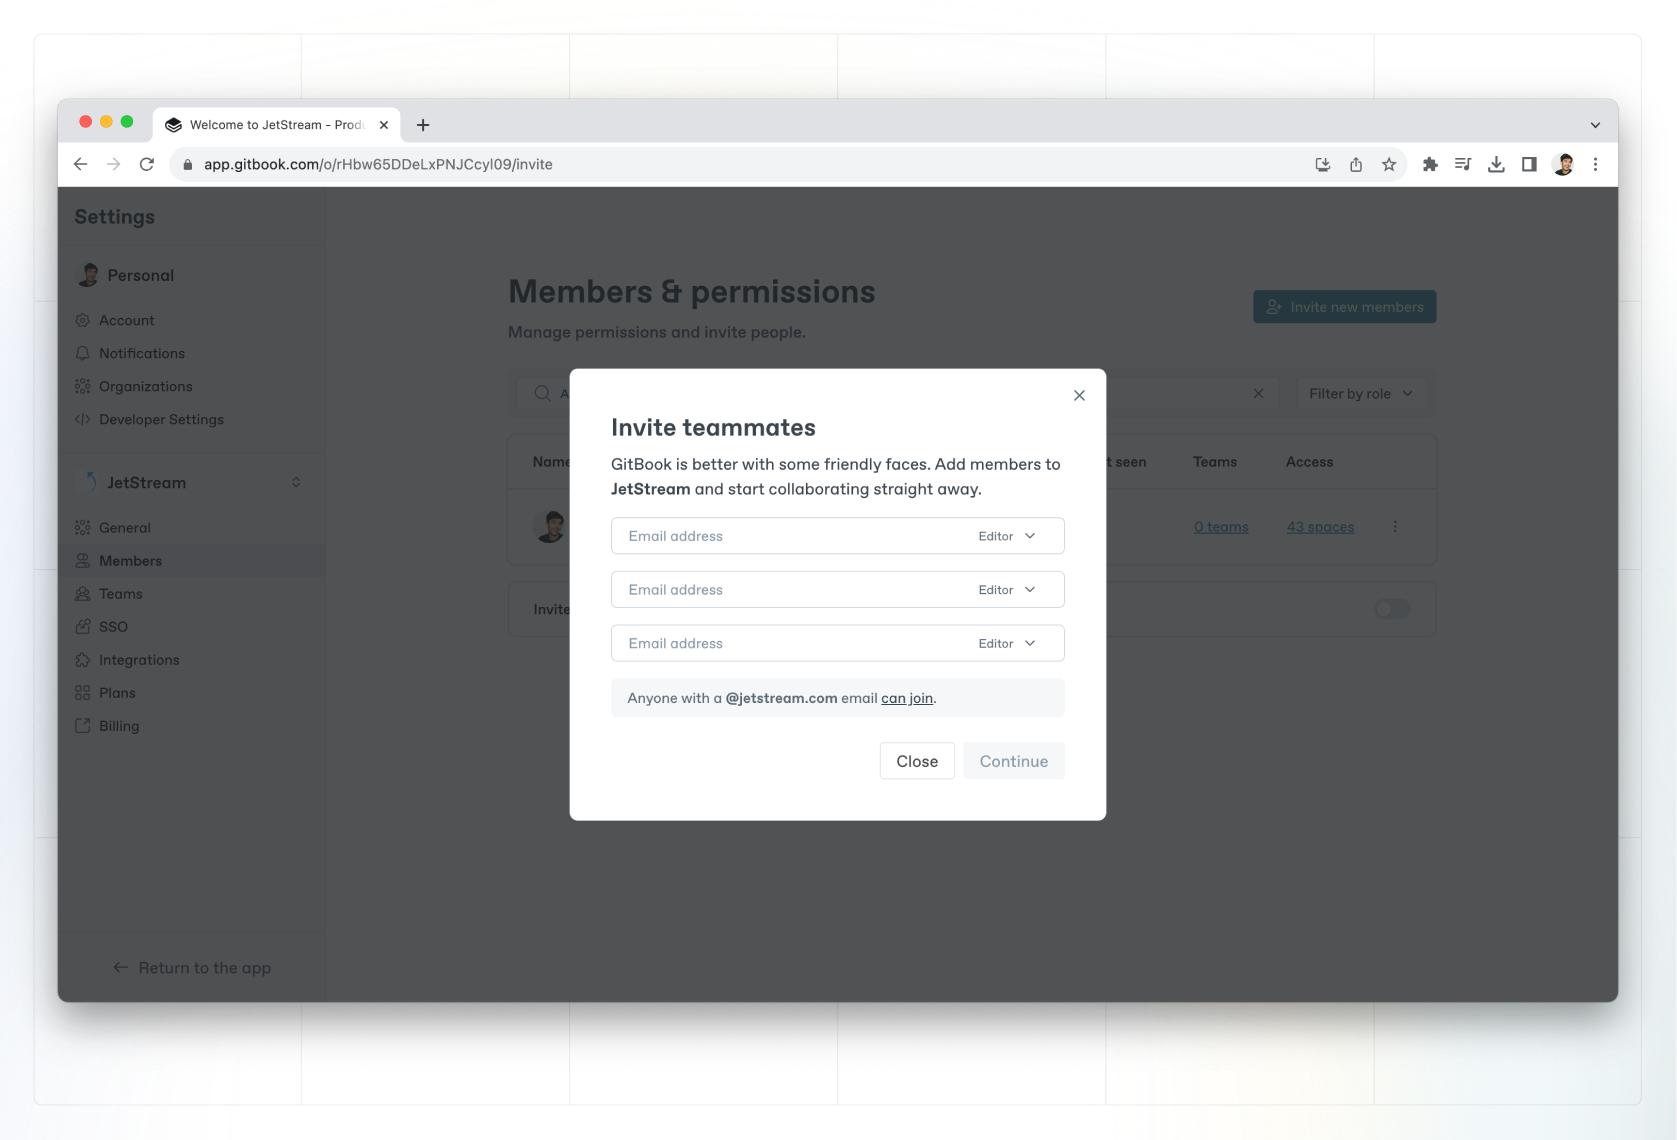 Welcome to JetStream - Prod
app.gitbook.com/o/rHbw65DDeLxPNJCcyl09/invite
Settings
Personal
Account
Notifications
Organizations
Developer Settings
JetStream
General
Members
Teams
SSO
Integrations
Plans
Billing
Return to the app
Members & permissions
Manage permissions and invite people.
Invite new members
Filter by role
Name
seen
Teams
Access
0 teams
43 spaces
Invite
Invite teammates
GitBook is better with some friendly faces. Add members to
JetStream and start collaborating straight away.
Email address
Editor
Email address
Editor
Email address
Editor
Anyone with a @jetstream.com email can join.
Close
Continue